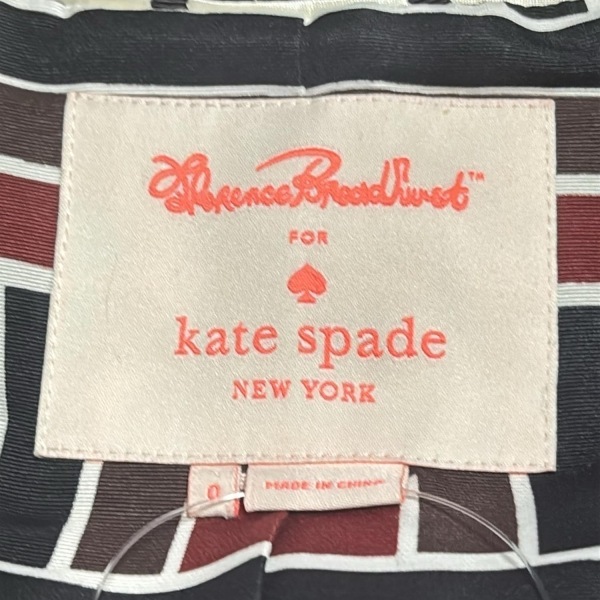 Florence Broadhurst™
FOR
kate spade
NEW YORK
0
MADE IN CHINA